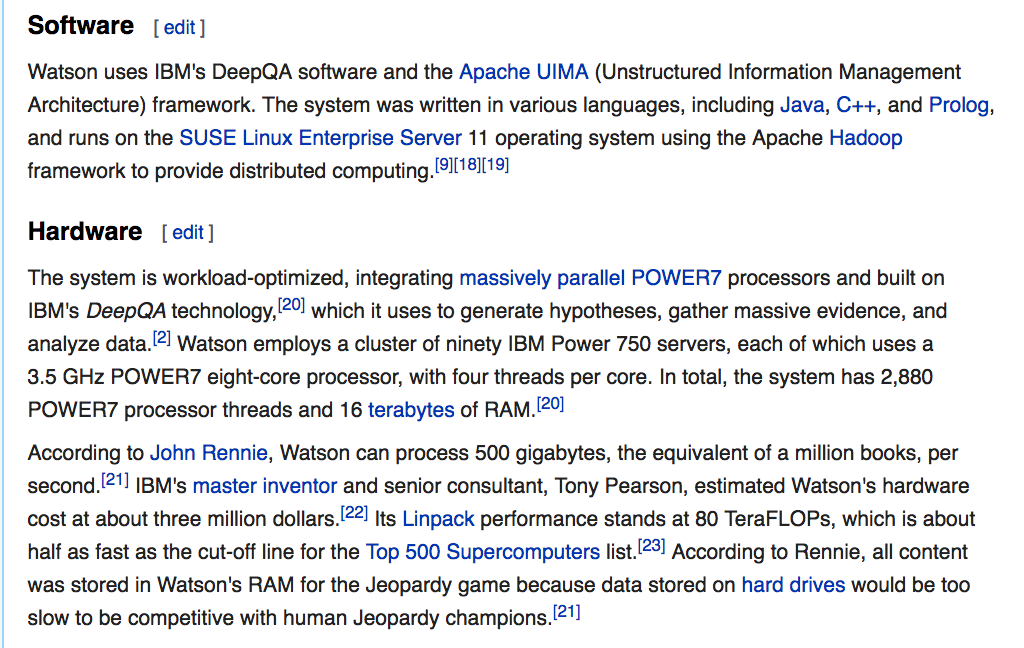 Software [ edit ]
Watson uses IBM's DeepQA software and the Apache UIMA (Unstructured Information Management
Architecture) framework. The system was written in various languages, including Java, C++, and Prolog,
and runs on the SUSE Linux Enterprise Server 11 operating system using the Apache Hadoop
framework to provide distributed computing.[9][18][19]
Hardware [ edit ]
The system is workload-optimized, integrating massively parallel POWER7 processors and built on
IBM's DeepQA technology,[20] which it uses to generate hypotheses, gather massive evidence, and
analyze data.[2] Watson employs a cluster of ninety IBM Power 750 servers, each of which uses a
3.5 GHz POWER7 eight-core processor, with four threads per core. In total, the system has 2,880
POWER7 processor threads and 16 terabytes of RAM.[20]
According to John Rennie, Watson can process 500 gigabytes, the equivalent of a million books, per
second.[21] IBM's master inventor and senior consultant, Tony Pearson, estimated Watson's hardware
cost at about three million dollars.[22] Its Linpack performance stands at 80 TeraFLOPs, which is about
half as fast as the cut-off line for the Top 500 Supercomputers list.[23] According to Rennie, all content
was stored in Watson's RAM for the Jeopardy game because data stored on hard drives would be too
slow to be competitive with human Jeopardy champions.[21]